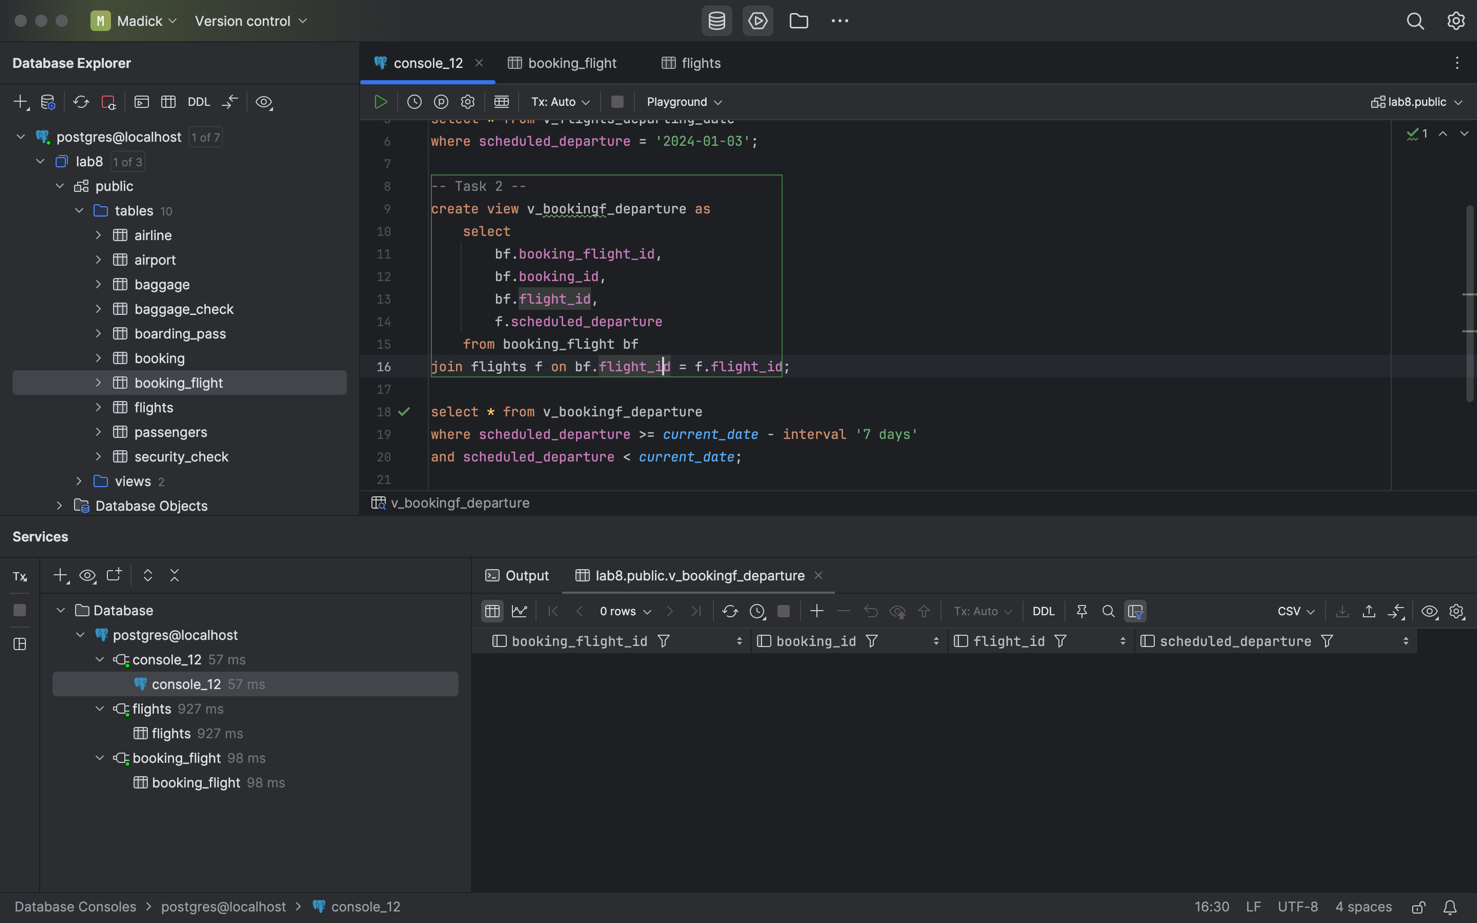 M Madick Version control
Database Explorer
console_12 booking_flight flights
DDL
Tx: Auto Playground lab8.public
postgres@localhost 1 of 7
lab8 1 of 3
public
tables 10
airline
airport
baggage
baggage_check
boarding_pass
booking
booking_flight
flights
passengers
security_check
views 2
Database Objects
select * from v_flights_departing_date
6 where scheduled_departure = '2024-01-03';
7
8 -- Task 2 --
9 create view v_bookingf_departure as
10 select
11 bf.booking_flight_id,
12 bf.booking_id,
13 bf.flight_id,
14 f.scheduled_departure
15 from booking_flight bf
16 join flights f on bf.flight_id = f.flight_id;
17
18 select * from v_bookingf_departure
19 where scheduled_departure >= current_date - interval '7 days'
20 and scheduled_departure < current_date;
21
1
v_bookingf_departure
Services
Tx
Database
postgres@localhost
console_12 57 ms
console_12 57 ms
flights 927 ms
flights 927 ms
booking_flight 98 ms
booking_flight 98 ms
Output lab8.public.v_bookingf_departure
0 rows Tx: Auto DDL CSV
booking_flight_id booking_id flight_id scheduled_departure
Database Consoles > postgres@localhost > console_12
16:30 LF UTF-8 4 spaces